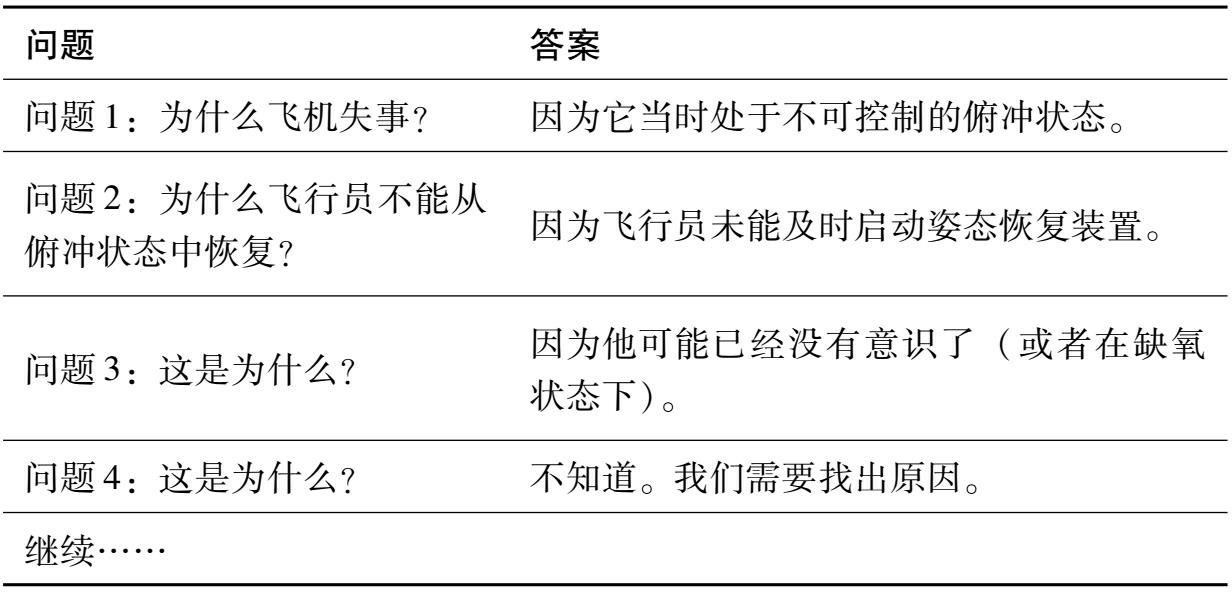 问题
答案
问题1：为什么飞机失事？
因为它当时处于不可控制的俯冲状态。
问题2：为什么飞行员不能从
俯冲状态中恢复？
因为飞行员未能及时启动姿态恢复装置。
问题3：这是为什么？
因为他可能已经没有意识了（或者在缺氧
状态下）。
问题4：这是为什么？
不知道。我们需要找出原因。
继续……